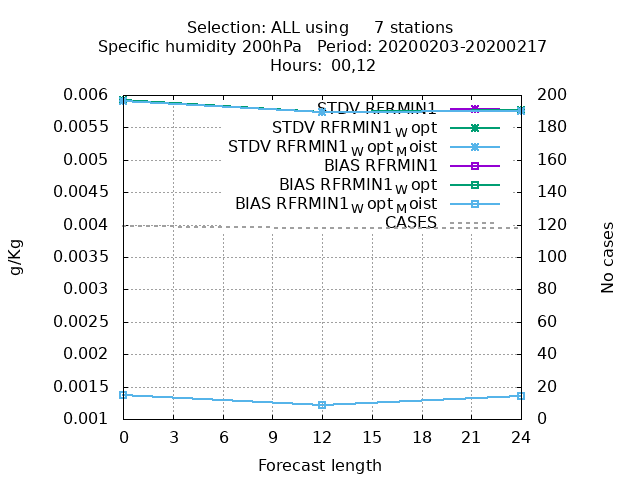 Selection: ALL using 7 stations
Specific humidity 200hPa Period: 20200203-20200217
Hours: 00,12
0.006
0.0055
0.005
0.0045
0.004
0.0035
0.003
0.0025
0.002
0.0015
0.001
g/Kg
STDV RFRMIN1
STDV RFRMIN1Wopt
STDV RFRMIN1WoptMoist
BIAS RFRMIN1
BIAS RFRMIN1Wopt
BIAS RFRMIN1WoptMoist
CASES
200
180
160
140
120
100
80
60
40
20
0
No cases
0 3 6 9 12 15 18 21 24
Forecast length